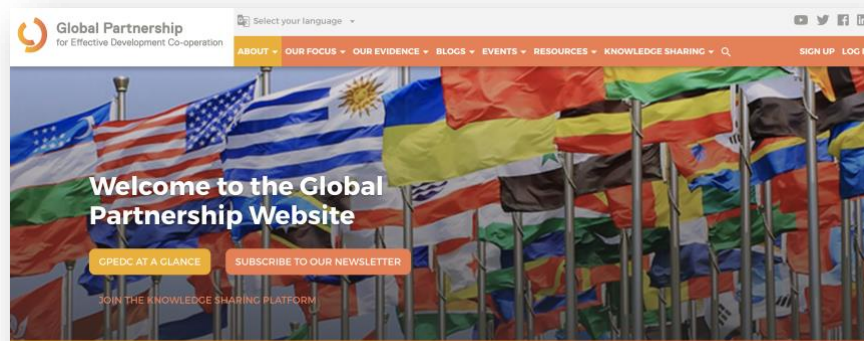 Global Partnership
for Effective Development Co-operation
Select your language
ABOUT OUR FOCUS OUR EVIDENCE BLOGS EVENTS RESOURCES KNOWLEDGE SHARING
SIGN UP LOG
Welcome to the Global
Partnership Website
GPEDC AT A GLANCE SUBSCRIBE TO OUR NEWSLETTER
JOIN THE KNOWLEDGE SHARING PLATFORM